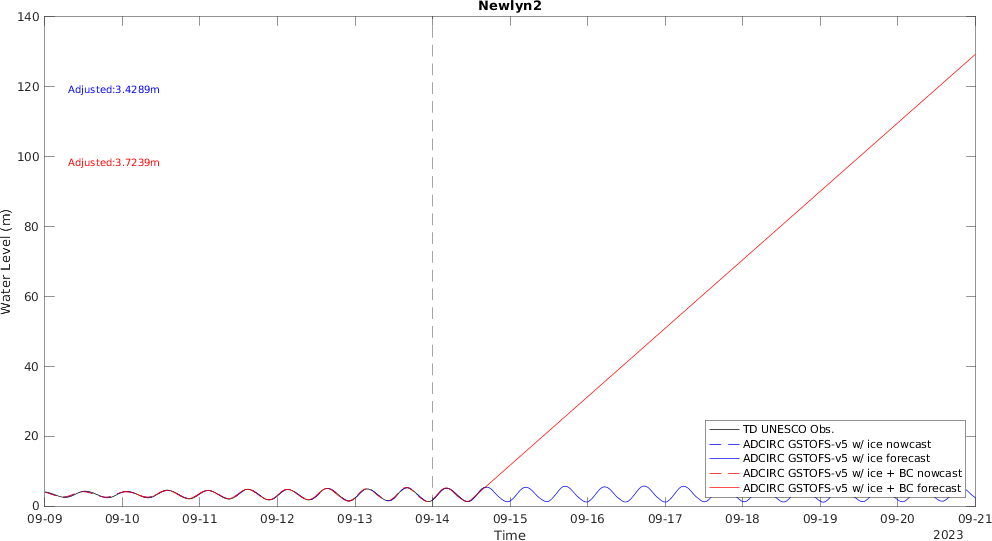 Newlyn2
140
120
100
80
60
40
20
0
Water Level (m)
Adjusted:3.4289m
Adjusted:3.7239m
TD UNESCO Obs.
ADCIRC GSTOFS-v5 w/ ice nowcast
ADCIRC GSTOFS-v5 w/ ice forecast
ADCIRC GSTOFS-v5 w/ ice + BC nowcast
ADCIRC GSTOFS-v5 w/ ice + BC forecast
09-09 09-10 09-11 09-12 09-13 09-14 09-15 09-16 09-17 09-18 09-19 09-20 09-21
Time
2023